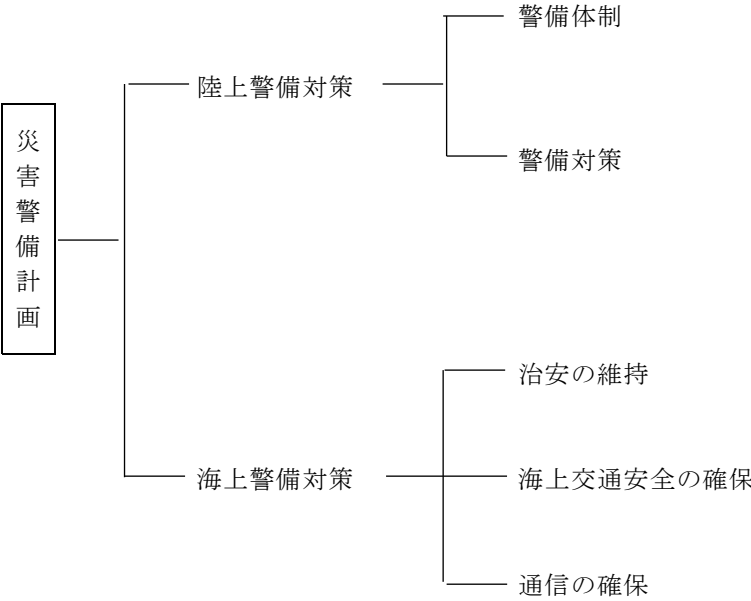 災害警備計画
陸上警備対策
警備体制
警備対策
海上警備対策
治安の維持
海上交通安全の確保
通信の確保